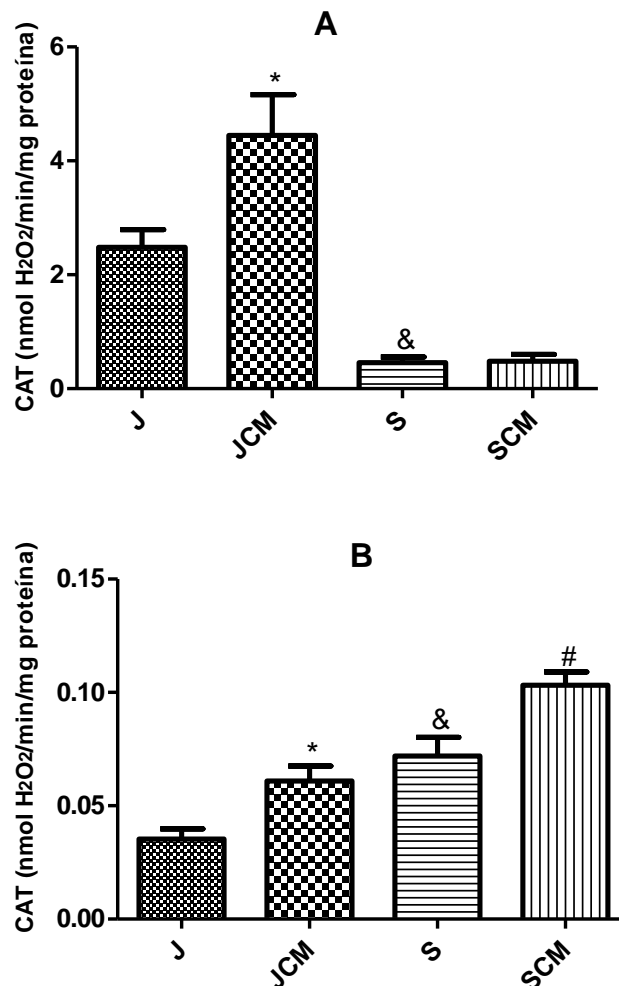 A
CAT (nmol H2O2/min/mg proteína)
6
4
2
0
*
&
J
JCM
S
SCM
B
CAT (nmol H2O2/min/mg proteína)
0.15
0.10
0.05
0.00
*
&
#
J
JCM
S
SCM